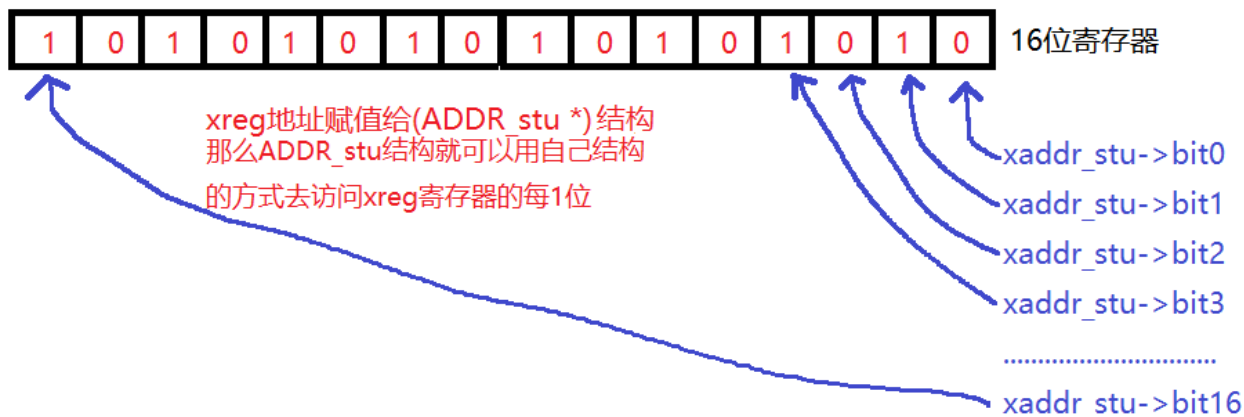 1 0 1 0 1 0 1 0 1 0 1 0 1 0 1 0 16位寄存器
xreg地址赋值给(ADDR_stu *)结构
那么ADDR_stu结构就可以用自己结构
的方式去访问xreg寄存器的每1位
xaddr_stu->bit0
xaddr_stu->bit1
xaddr_stu->bit2
xaddr_stu->bit3
...............................
xaddr_stu->bit16